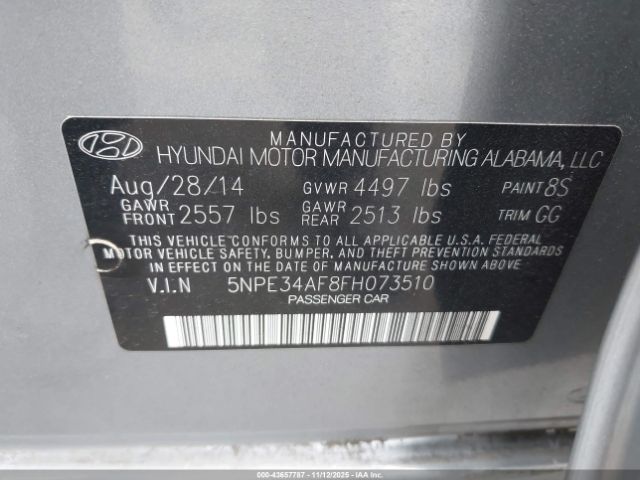 MANUFACTURED BY
HYUNDAI MOTOR MANUFACTURING ALABAMA, LLC
Aug/28/14 GVWR 4497 lbs PAINT 8S
GAWR FRONT 2557 lbs GAWR REAR 2513 lbs TRIM GG
THIS VEHICLE CONFORMS TO ALL APPLICABLE U.S.A. FEDERAL
MOTOR VEHICLE SAFETY, BUMPER, AND THEFT PREVENTION STANDARDS
IN EFFECT ON THE DATE OF MANUFACTURE SHOWN ABOVE.
V.I.N 5NPE34AF8FH073510
PASSENGER CAR
000-43657787 - 11/12/2025 - COPYRIGHT IAA, LLC